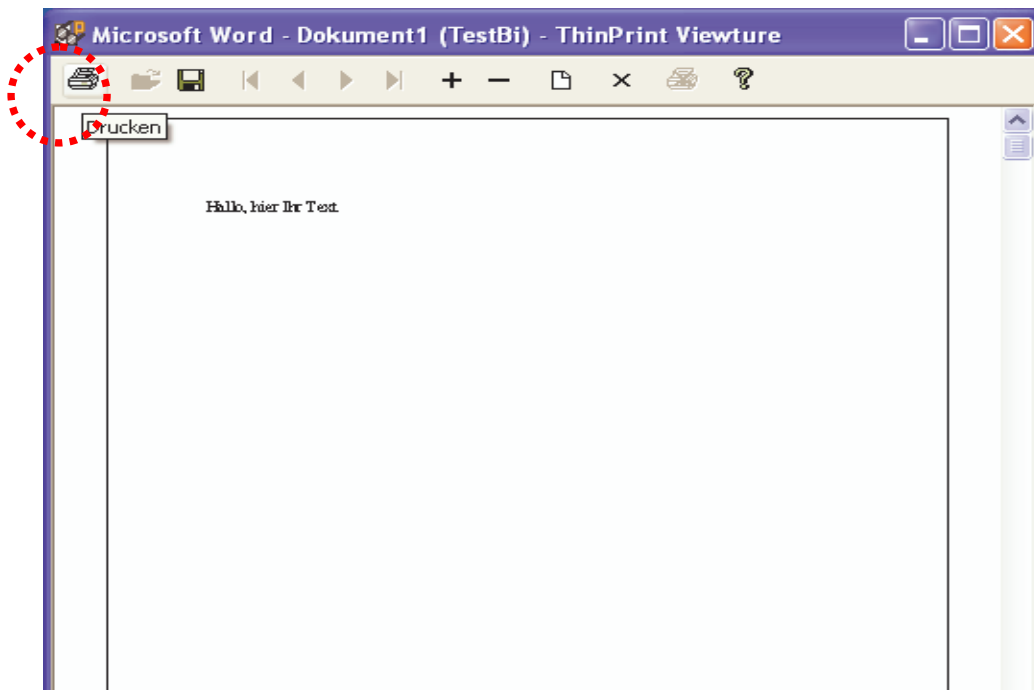 Microsoft Word - Dokument1 (TestBi) - ThinPrint Viewture
Drucken
Hallo, hier Ihr Text.